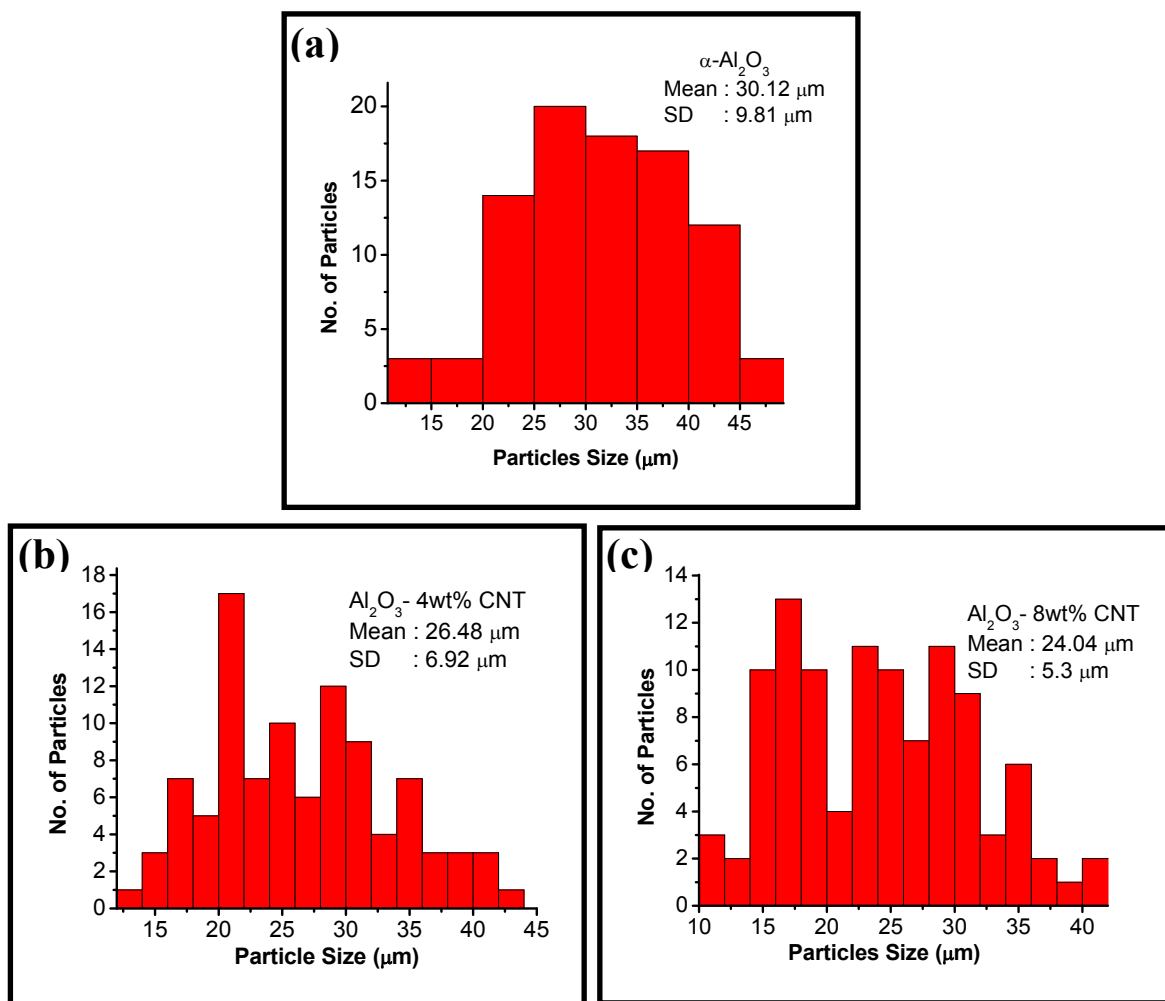 (a)
α-Al₂O₃
Mean : 30.12 μm
SD : 9.81 μm
20
15
10
5
0
No. of Particles
15 20 25 30 35 40 45
Particles Size (μm)
(b)
Al₂O₃- 4wt% CNT
Mean : 26.48 μm
SD : 6.92 μm
18
16
14
12
10
8
6
4
2
0
No. of Particles
15 20 25 30 35 40 45
Particle Size (μm)
(c)
Al₂O₃- 8wt% CNT
Mean : 24.04 μm
SD : 5.3 μm
14
12
10
8
6
4
2
0
No. of Particles
10 15 20 25 30 35 40
Particles Size (μm)